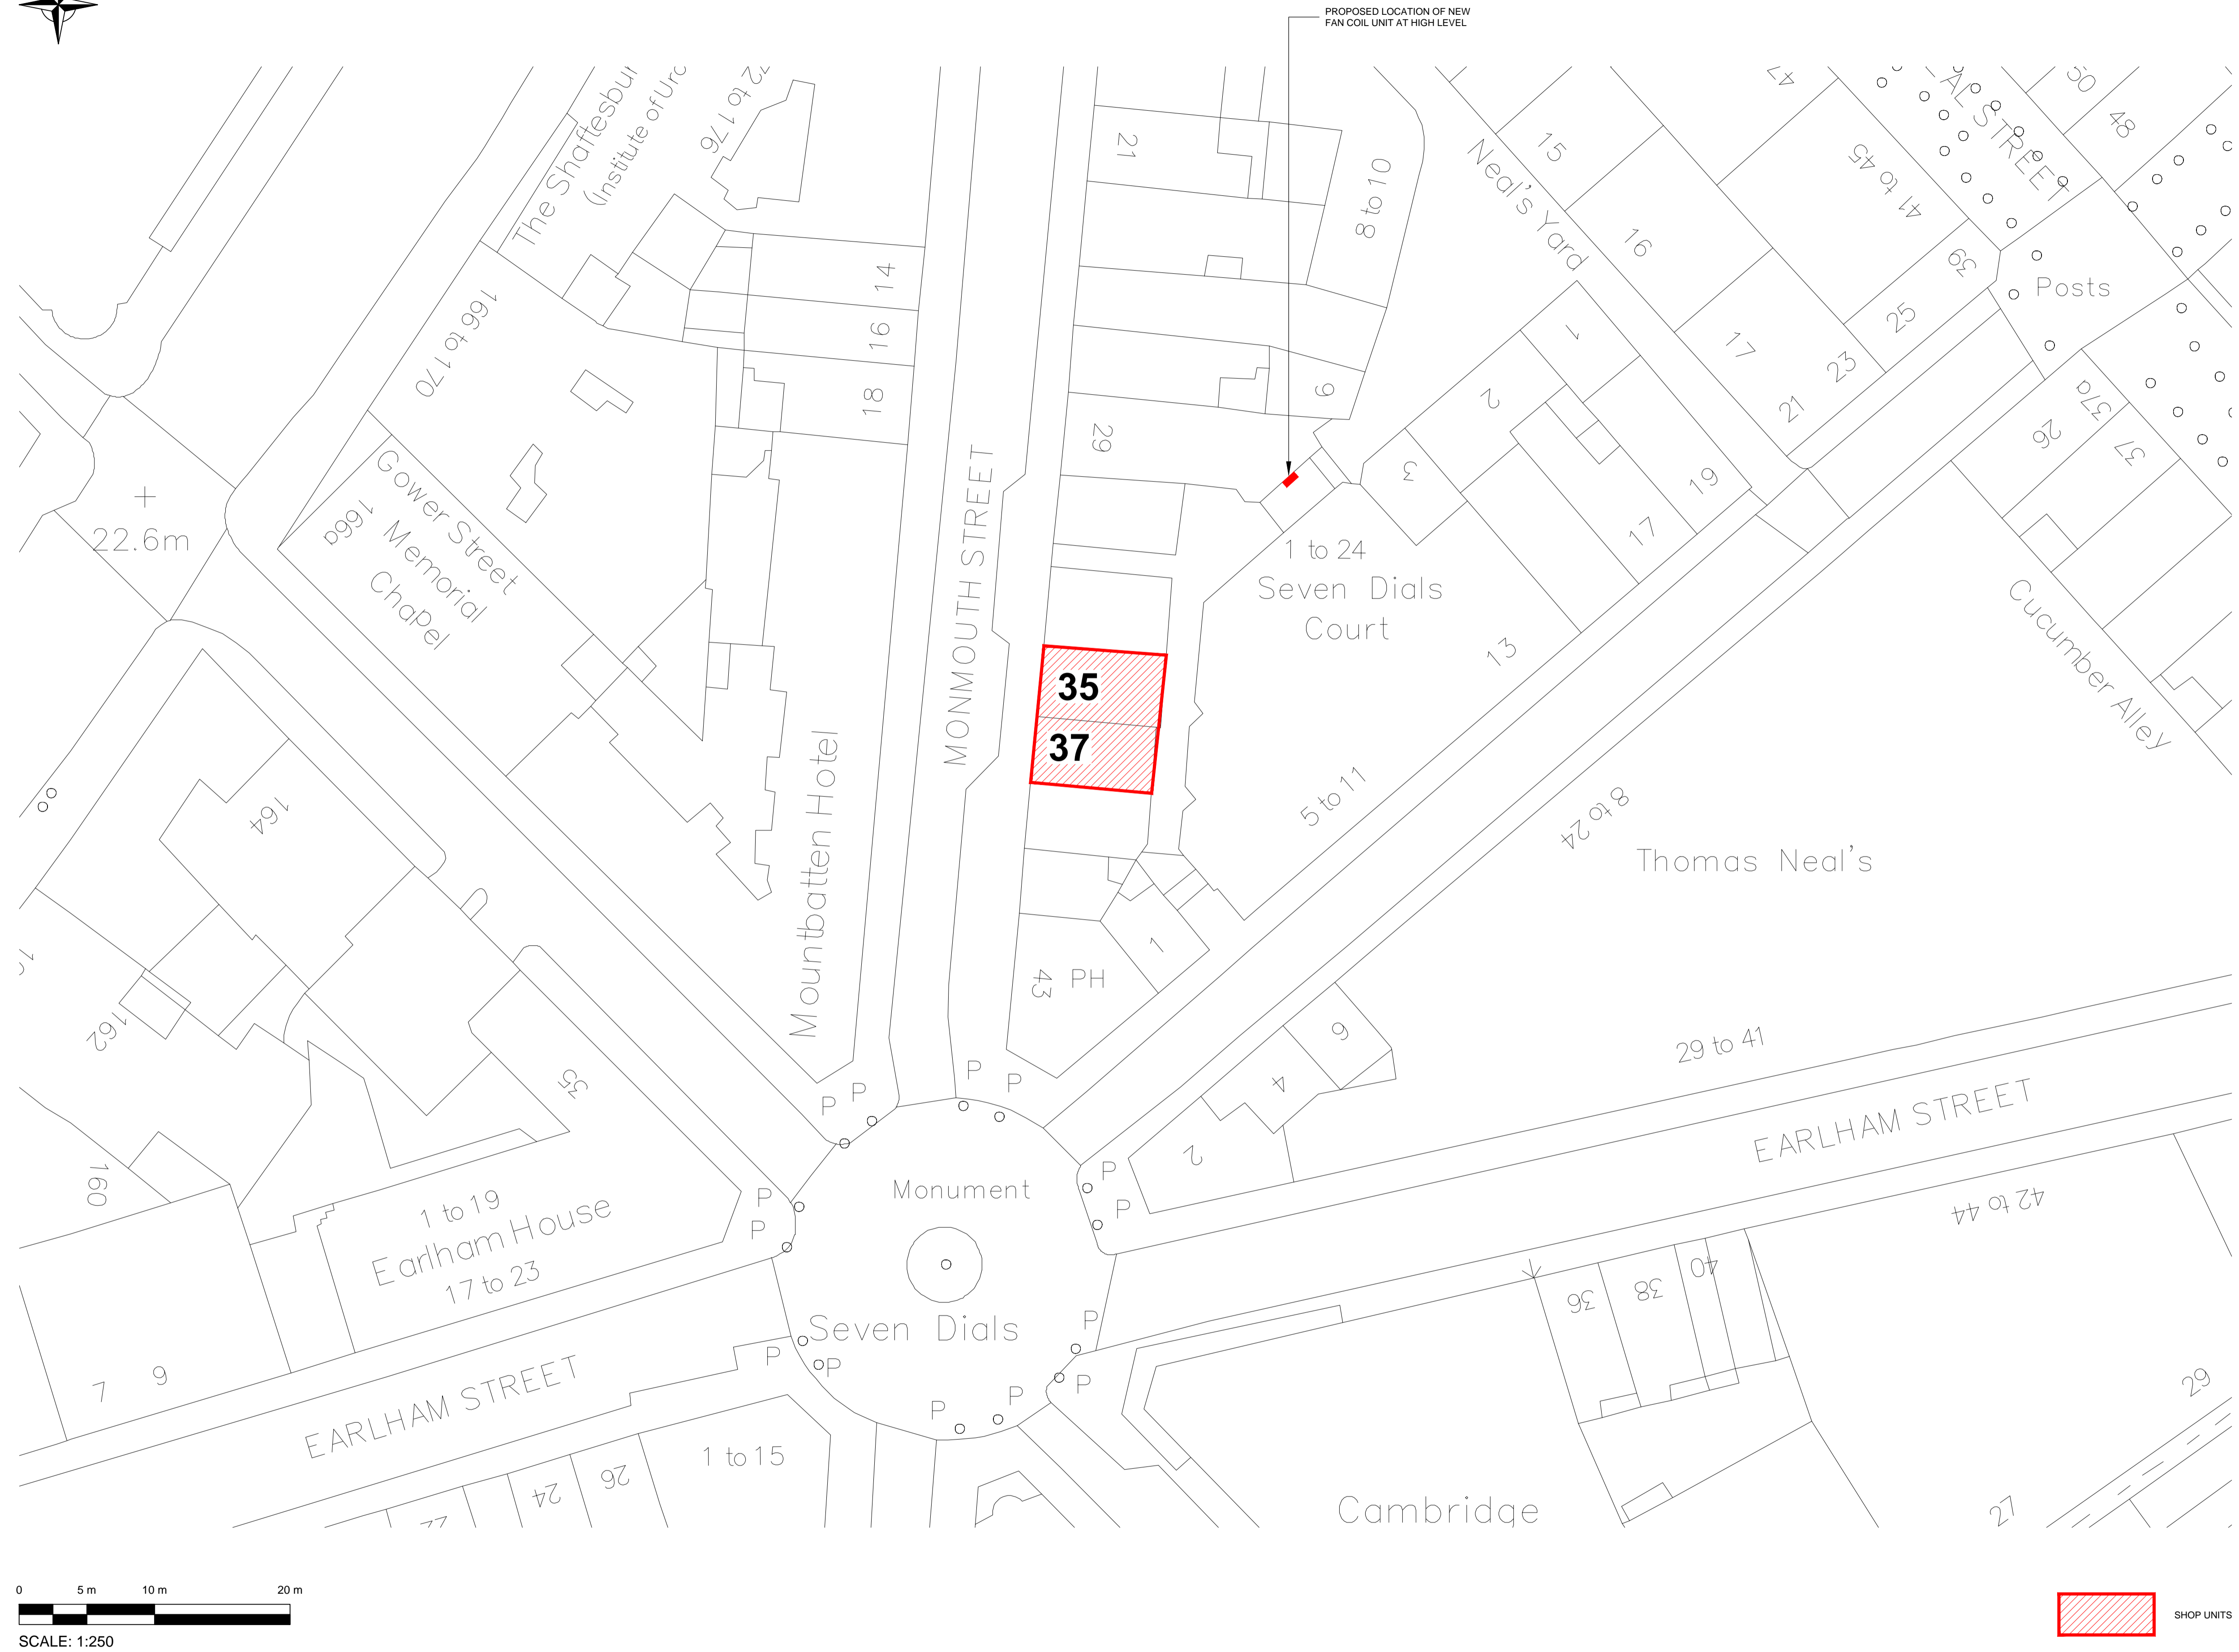 PROPOSED LOCATION OF NEW
FAN COIL UNIT AT HIGH LEVEL
The
(Institute of
72 to 176
21
8 to 10
Neal's Yard
15
16
47
41 to 45
STREET
50
48
39
Posts
14
166 to 170
16
18
29
9
1
2
3
17
25
23
21
19
17
37a
26
37
22.6m
166a
Gower Street
Memorial
Chapel
MONMOUTH STREET
1 to 24
Seven Dials
Court
13
Cucumber Alley
35
37
Mountbatten Hotel
5 to 11
8 to 24
Thomas Neal's
164
162
43
PH
1
6
4
2
29 to 41
EARLHAM STREET
35
P
P
P
P
160
1 to 19
Earlham House
17 to 23
P
P
Monument
P
P
42 to 44
Seven Dials
P
P
P
P
P
P
36
38
40
7
9
EARLHAM STREET
22
24
26
1 to 15
Cambridge
29
27
0
5 m
10 m
20 m
SCALE: 1:250
SHOP UNITS